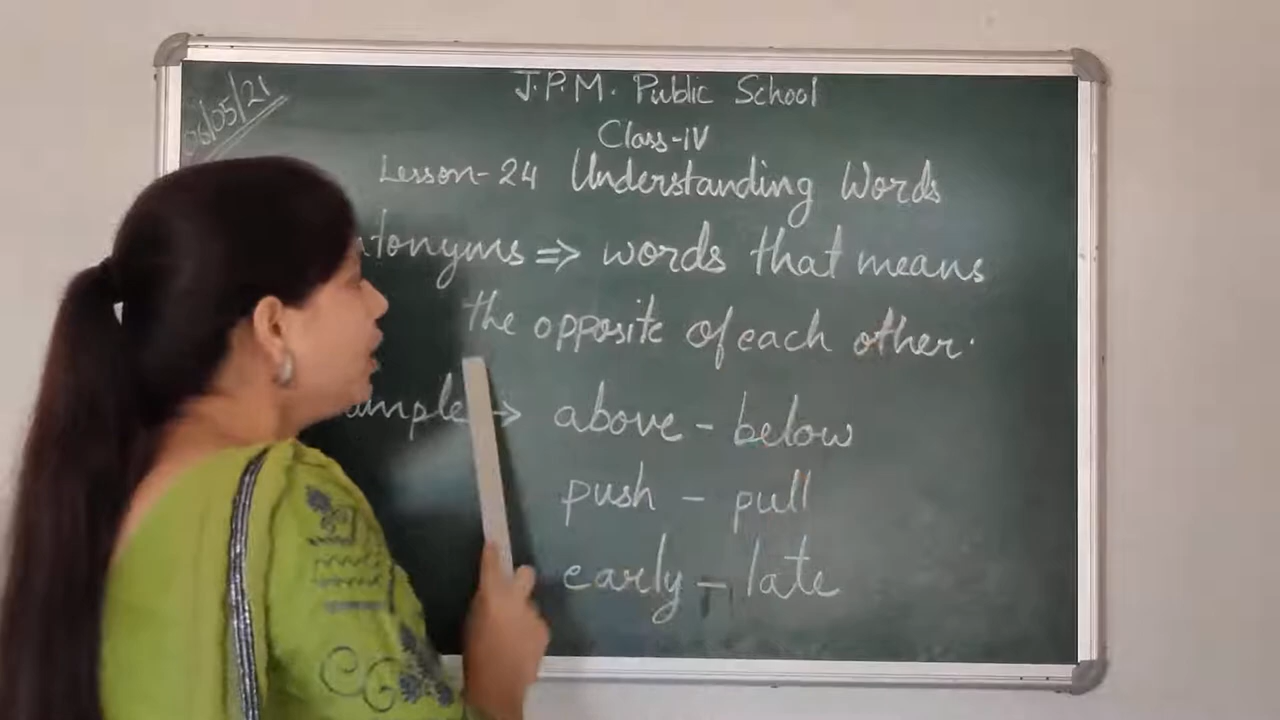 06/05/21
J.P.M. Public School
Class-IV
Lesson-24 Understanding Words
tonyms => words that means
the opposite of each other.
ample → above - below
push - pull
early - late